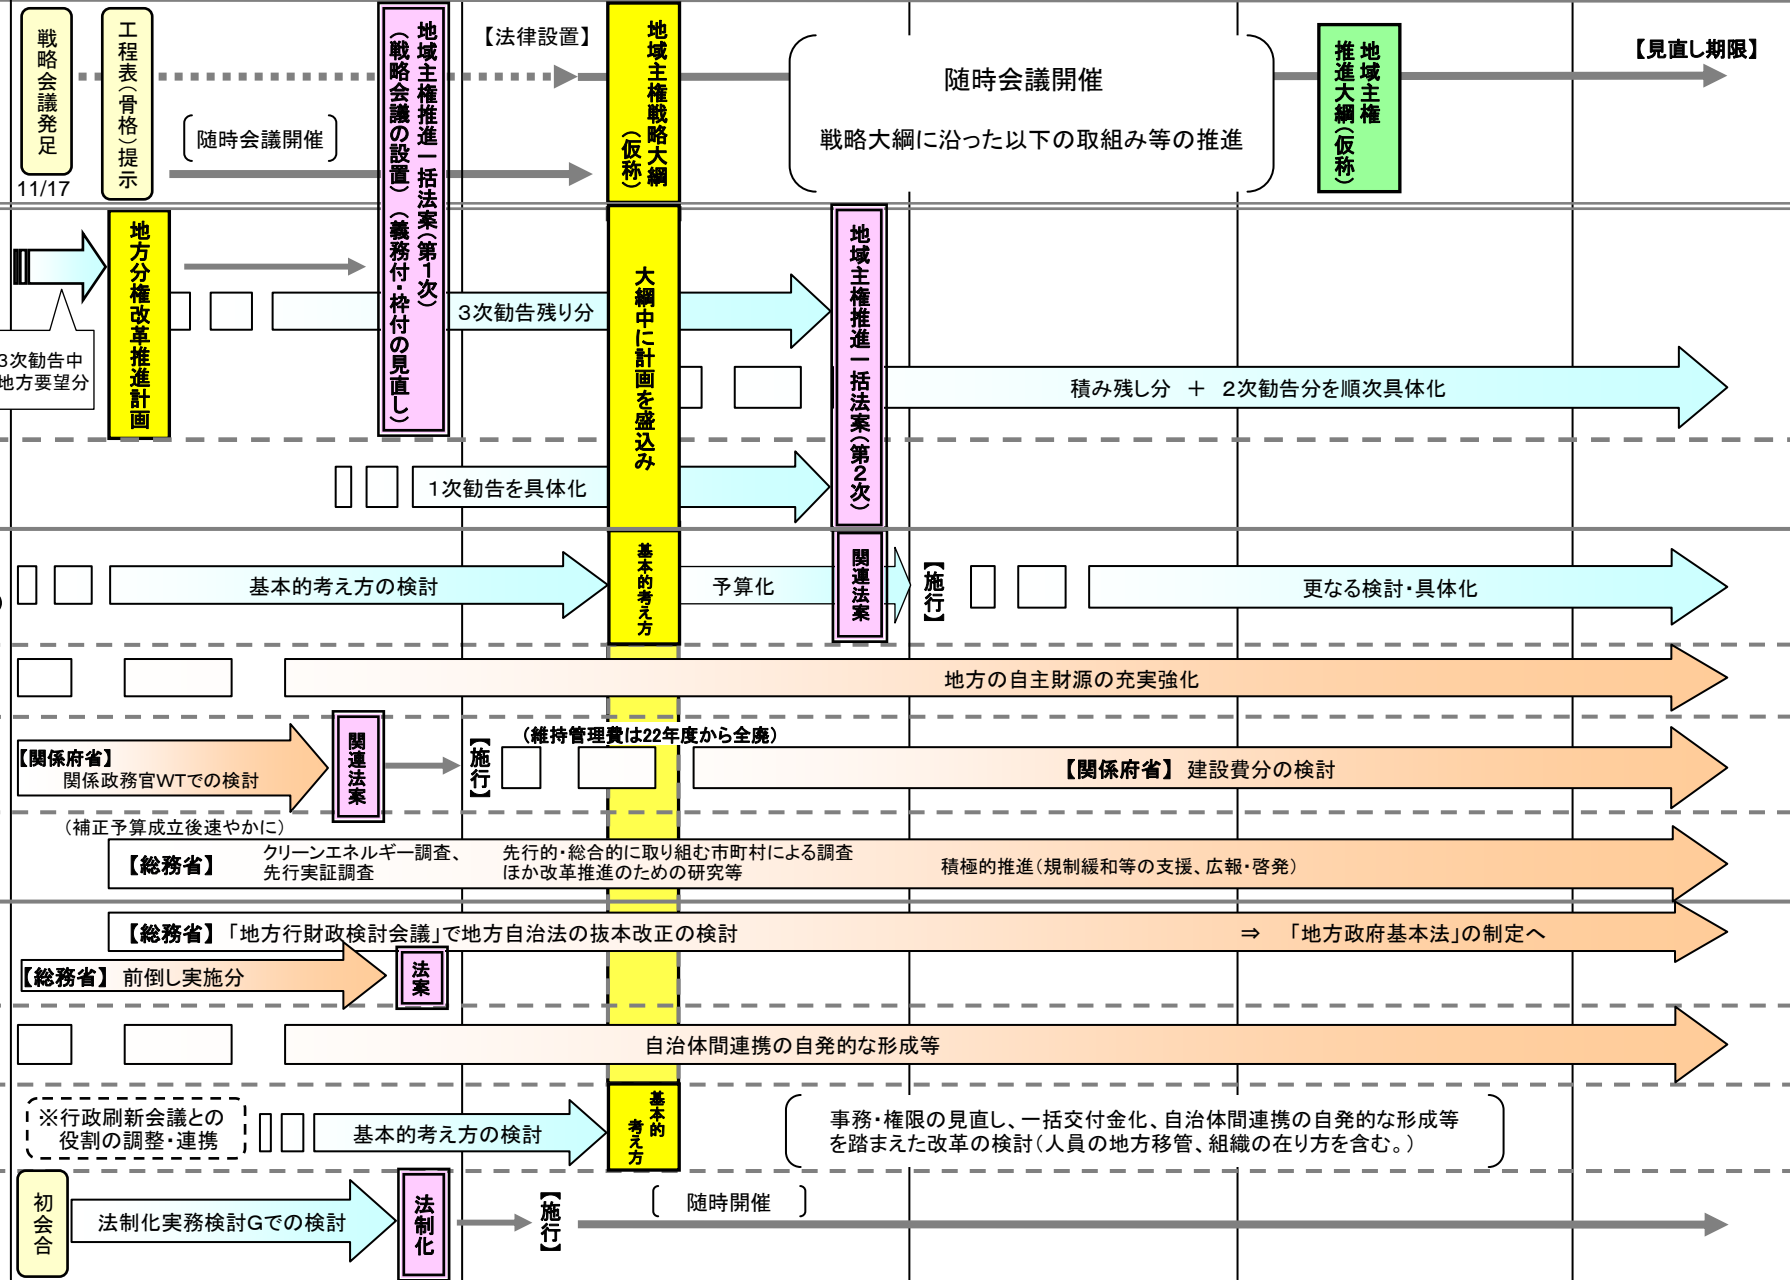 戦略会議発足
11/17
工程表(骨格)提示
〔随時会議開催〕
地域主権推進一括法案(第1次)
(戦略会議の設置)(義務付・枠付の見直し)
【法律設置】
地域主権戦略大綱
(仮称)
随時会議開催
戦略大綱に沿った以下の取組み等の推進
地域主権
推進大綱(仮称)
【見直し期限】
3次勧告中
地方要望分
地方分権改革推進計画
3次勧告残り分
大綱中に計画を盛込み
地域主権推進一括法案(第2次)
積み残し分 + 2次勧告分を順次具体化
1次勧告を具体化
)
基本的考え方の検討
基本的考え方
予算化
関連法案
【施行】
更なる検討・具体化
地方の自主財源の充実強化
【関係府省】
関係政務官WTでの検討
関連法案
【施行】
(維持管理費は22年度から全廃)
【関係府省】建設費分の検討
(補正予算成立後速やかに)
【総務省】
クリーンエネルギー調査、
先行実証調査
先行的・総合的に取り組む市町村による調査
ほか改革推進のための研究等
積極的推進(規制緩和等の支援、広報・啓発)
【総務省】「地方行財政検討会議」で地方自治法の抜本改正の検討
⇒ 「地方政府基本法」の制定へ
【総務省】前倒し実施分
法案
自治体間連携の自発的な形成等
※行政刷新会議との
役割の調整・連携
基本的考え方の検討
基本的
考え方
事務・権限の見直し、一括交付金化、自治体間連携の自発的な形成等
を踏まえた改革の検討(人員の地方移管、組織の在り方を含む。)
初会合
法制化実務検討Gでの検討
法制化
【施行】
〔随時開催〕